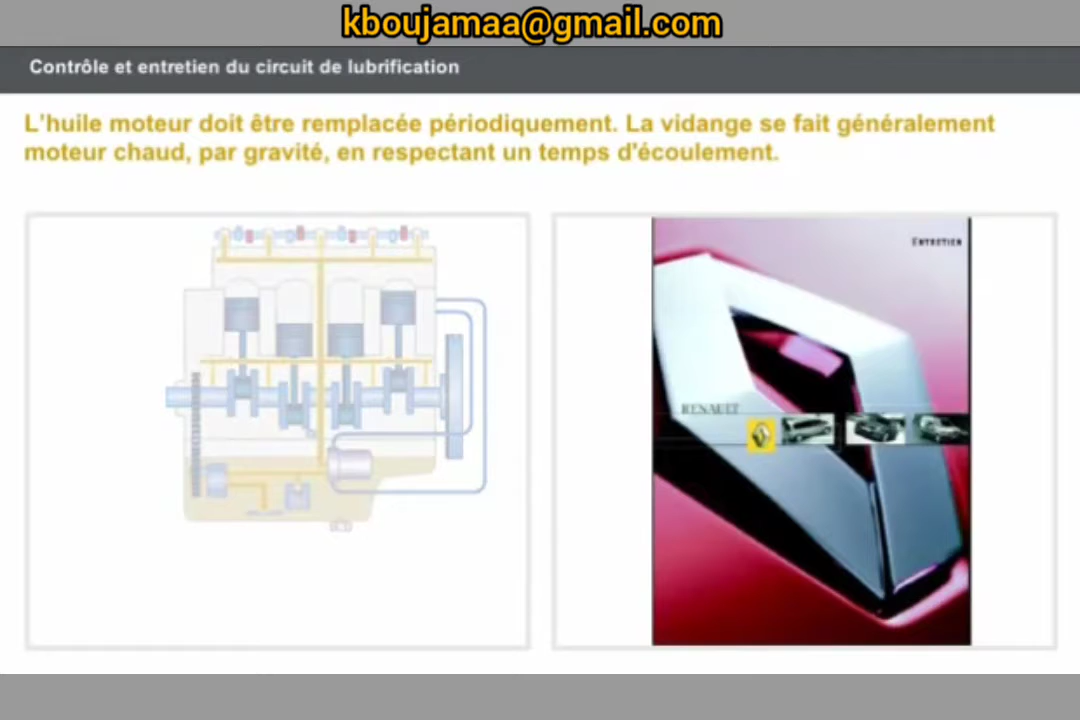 kboujamaa@gmail.com
Contrôle et entretien du circuit de lubrification
L'huile moteur doit être remplacée périodiquement. La vidange se fait généralement
moteur chaud, par gravité, en respectant un temps d'écoulement.
ENTRETIEN
RENAULT